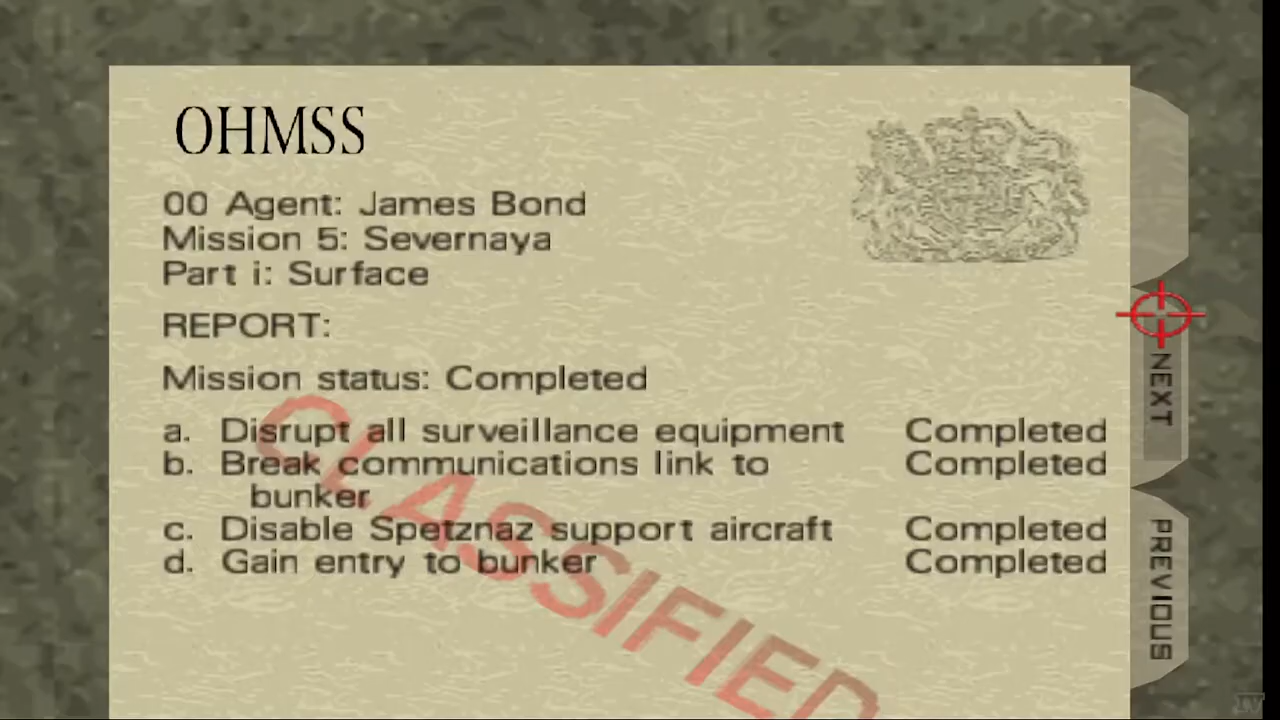 OHMSS
00 Agent: James Bond
Mission 5: Severnaya
Part i: Surface
REPORT:
Mission status: Completed
a. Disrupt all surveillance equipment Completed
b. Break communications link to Completed
bunker
c. Disable Spetznaz support aircraft Completed
d. Gain entry to bunker Completed
CLASSIFIED
NEXT
PREVIOUS